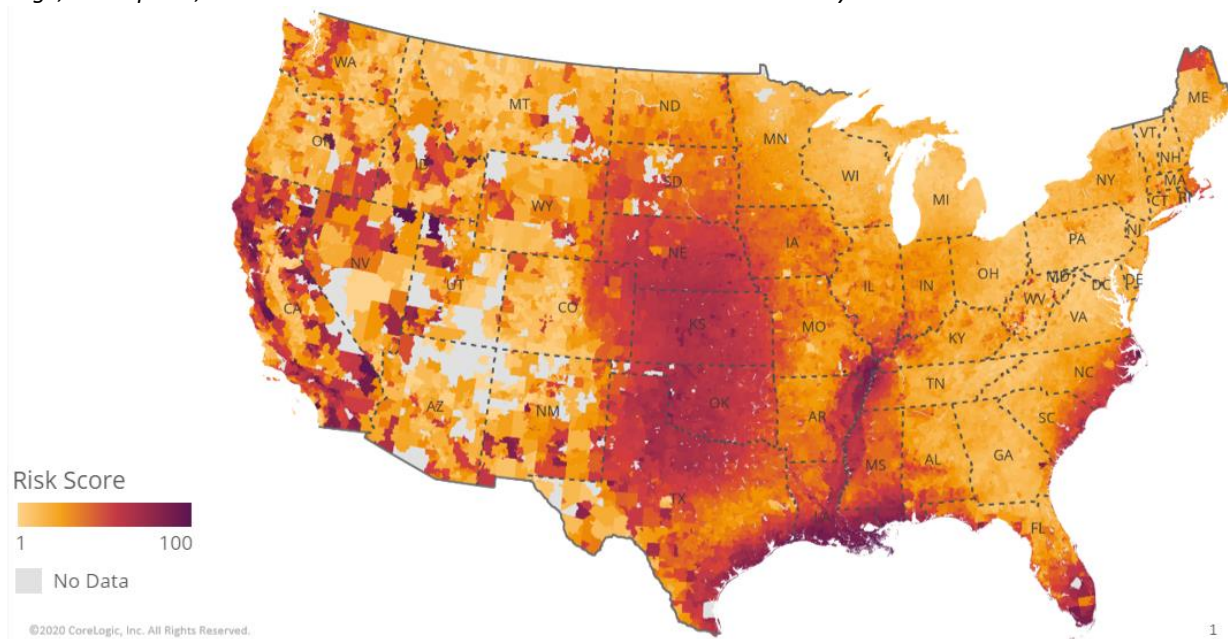 WA
MT
ND
MN
ME
VT
NH
OR
ID
WY
SD
WI
MI
NY
MA
CT
RI
NV
UT
CO
NE
IA
IL
IN
OH
PA
NJ
MD
DC
DE
WV
VA
CA
KS
MO
KY
AZ
NM
OK
AR
TN
NC
SC
TX
MS
AL
GA
FL
Risk Score
1 100
No Data
©2020 CoreLogic, Inc. All Rights Reserved.
1